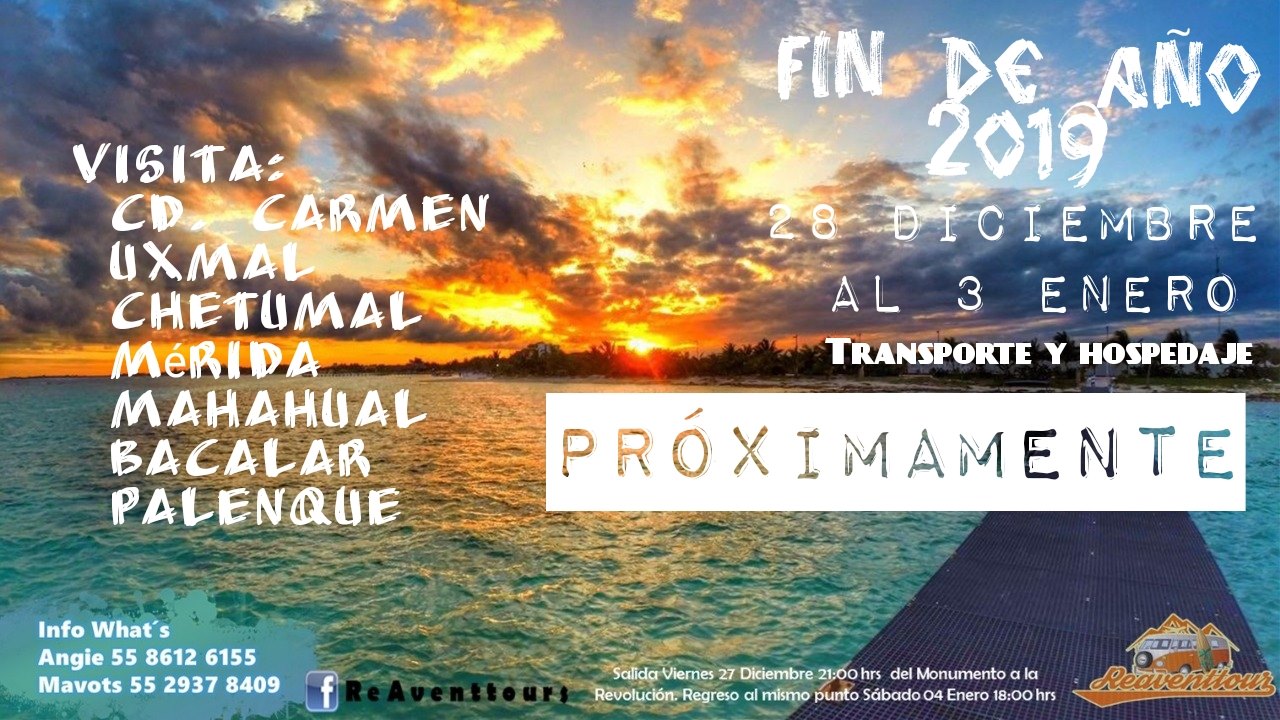 FIN DE AÑO
2019
28 DICIEMBRE
AL 3 ENERO
TRANSPORTE Y HOSPEDAJE
PRÓXIMAMENTE
VISITA:
CD. CARMEN
UXMAL
CHETUMAL
MéRIDA
MAHAHUAL
BACALAR
PALENQUE
Info What´s
Angie 55 8612 6155
Mavots 55 2937 8409
f ReAventtours
Salida Viernes 27 Diciembre 21:00 hrs del Monumento a la
Revolución. Regreso al mismo punto Sábado 04 Enero 18:00 hrs
Reaventtour